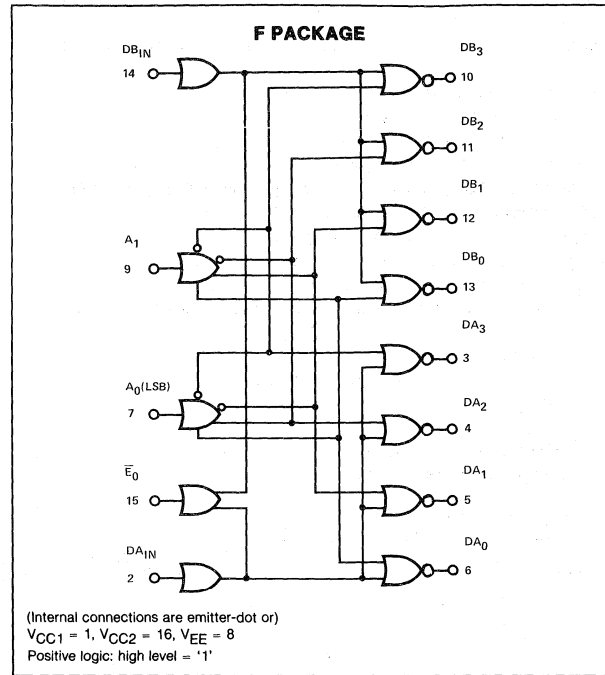 F PACKAGE
DB_IN
14
DB_3
10
DB_2
11
DB_1
12
A_1
9
DB_0
13
DA_3
3
A_0(LSB)
7
DA_2
4
E̅_0
15
DA_1
5
DA_IN
2
DA_0
6
(Internal connections are emitter-dot or)
V_CC1 = 1, V_CC2 = 16, V_EE = 8
Positive logic: high level = '1'